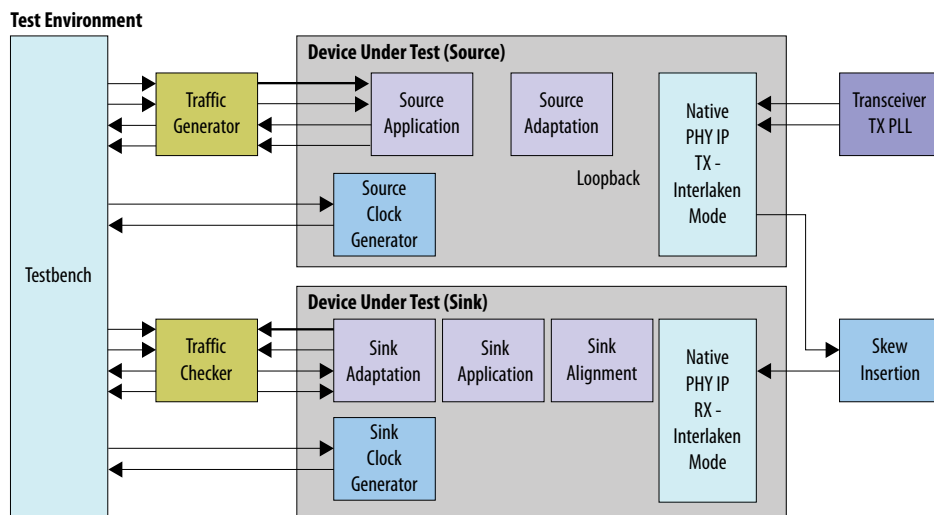 Test Environment
Device Under Test (Source)
Traffic
Generator
Source
Application
Source
Adaptation
Native
PHY IP
TX -
Interlaken
Mode
Transceiver
TX PLL
Loopback
Source
Clock
Generator
Testbench
Device Under Test (Sink)
Traffic
Checker
Sink
Adaptation
Sink
Application
Sink
Alignment
Native
PHY IP
RX -
Interlaken
Mode
Skew
Insertion
Sink
Clock
Generator